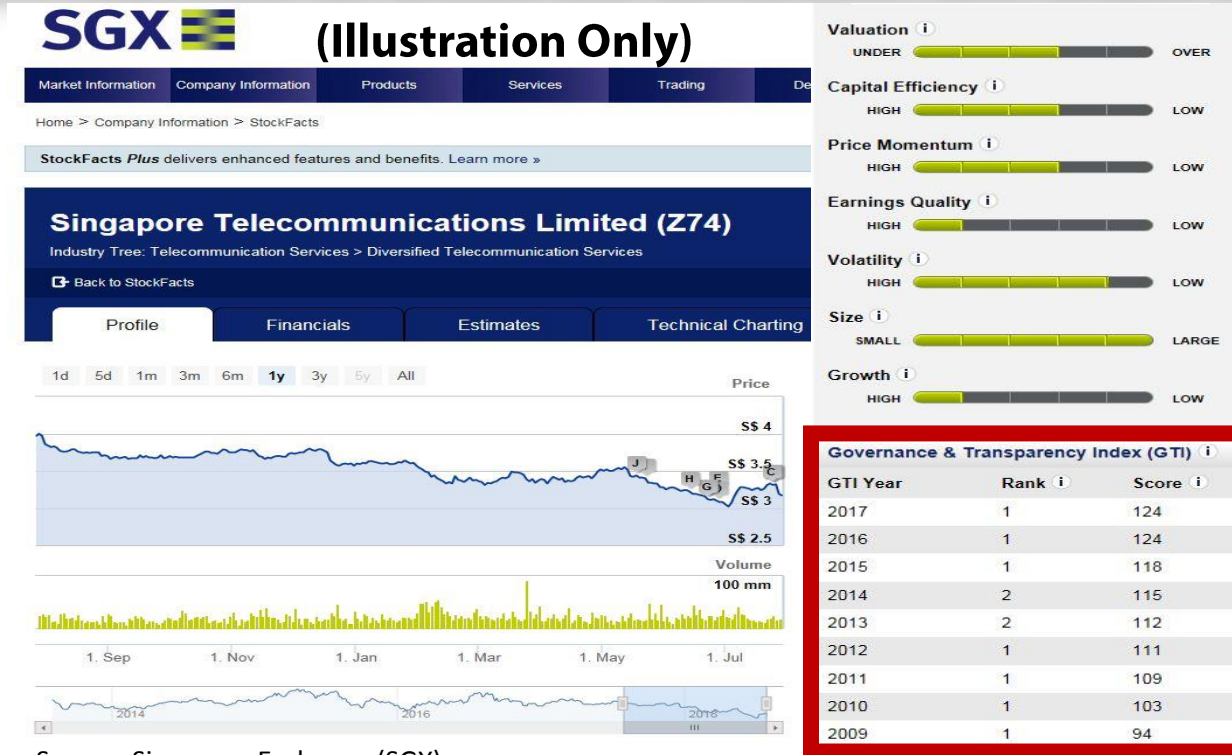 SGX
(Illustration Only)
Market Information Company Information Products Services Trading De
Home > Company Information > StockFacts
StockFacts Plus delivers enhanced features and benefits. Learn more »
Singapore Telecommunications Limited (Z74)
Industry Tree: Telecommunication Services > Diversified Telecommunication Services
Back to StockFacts
Profile Financials Estimates Technical Charting
1d 5d 1m 3m 6m 1y 3y 5y All
Price
S$ 4
J
S$ 3.5
H G C
S$ 3
S$ 2.5
Volume
100 mm
1. Sep 1. Nov 1. Jan 1. Mar 1. May 1. Jul
2014 2016 2018
Valuation i
UNDER OVER
Capital Efficiency i
HIGH LOW
Price Momentum i
HIGH LOW
Earnings Quality i
HIGH LOW
Volatility i
HIGH LOW
Size i
SMALL LARGE
Growth i
HIGH LOW
Governance & Transparency Index (GTI) i
GTI Year Rank i Score i
2017 1 124
2016 1 124
2015 1 118
2014 2 115
2013 2 112
2012 1 111
2011 1 109
2010 1 103
2009 1 94